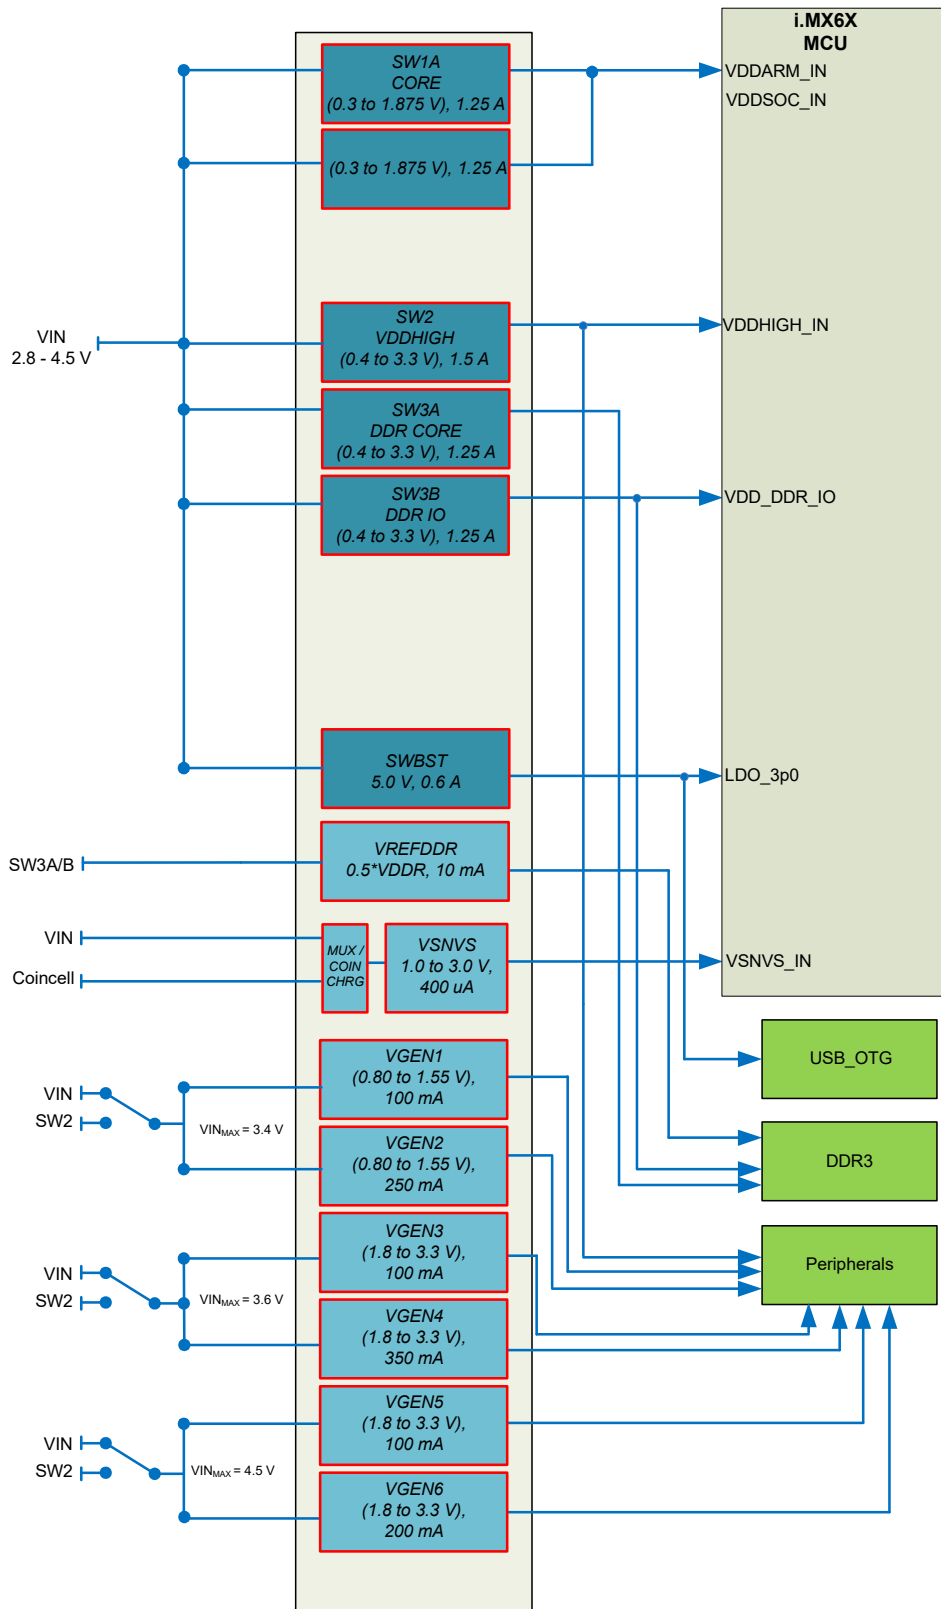 i.MX6X
MCU
SW1A
CORE
(0.3 to 1.875 V), 1.25 A
VDDARM_IN
VDDSOC_IN
(0.3 to 1.875 V), 1.25 A
VIN
2.8 - 4.5 V
SW2
VDDHIGH
(0.4 to 3.3 V), 1.5 A
VDDHIGH_IN
SW3A
DDR CORE
(0.4 to 3.3 V), 1.25 A
SW3B
DDR IO
(0.4 to 3.3 V), 1.25 A
VDD_DDR_IO
SWBST
5.0 V, 0.6 A
LDO_3p0
SW3A/B
VREFDDR
0.5*VDDR, 10 mA
VIN
Coincell
MUX /
COIN
CHRG
VSNVS
1.0 to 3.0 V,
400 uA
VSNVS_IN
USB_OTG
VIN
SW2
VINMAX = 3.4 V
VGEN1
(0.80 to 1.55 V),
100 mA
VGEN2
(0.80 to 1.55 V),
250 mA
DDR3
VIN
SW2
VINMAX = 3.6 V
VGEN3
(1.8 to 3.3 V),
100 mA
VGEN4
(1.8 to 3.3 V),
350 mA
Peripherals
VIN
SW2
VINMAX = 4.5 V
VGEN5
(1.8 to 3.3 V),
100 mA
VGEN6
(1.8 to 3.3 V),
200 mA